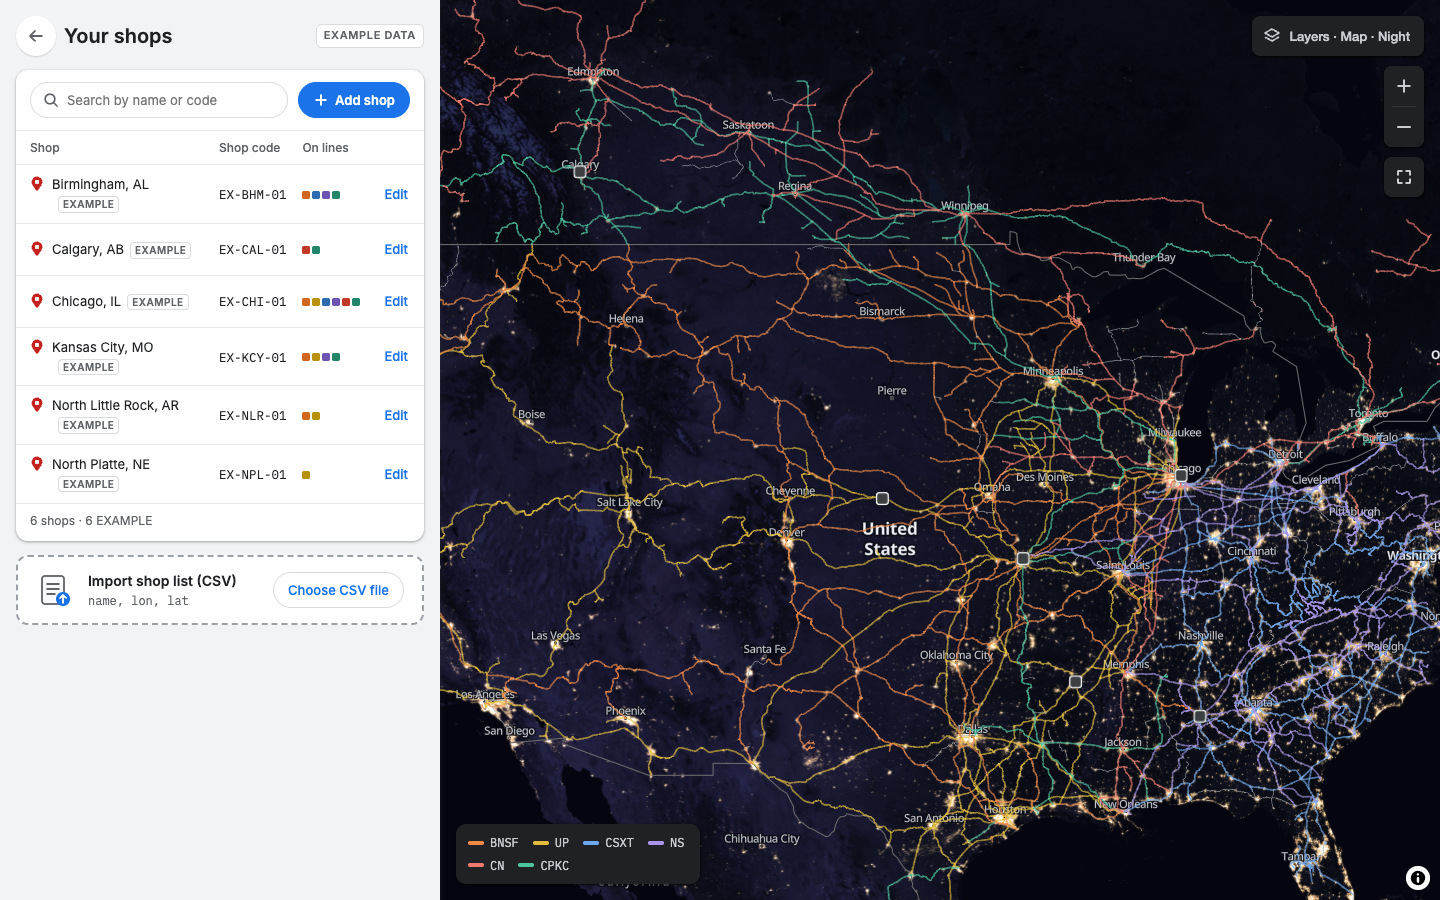 Your shops
EXAMPLE DATA
Search by name or code
Add shop
Shop
Shop code
On lines
Birmingham, AL
EXAMPLE
EX-BHM-01
Edit
Calgary, AB
EXAMPLE
EX-CAL-01
Edit
Chicago, IL
EXAMPLE
EX-CHI-01
Edit
Kansas City, MO
EXAMPLE
EX-KCY-01
Edit
North Little Rock, AR
EXAMPLE
EX-NLR-01
Edit
North Platte, NE
EXAMPLE
EX-NPL-01
Edit
6 shops · 6 EXAMPLE
Import shop list (CSV)
name, lon, lat
Choose CSV file
Layers · Map · Night
Edmonton
Saskatoon
Calgary
Regina
Winnipeg
Thunder Bay
Bismarck
Helena
Minneapolis
Pierre
Boise
Toronto
Milwaukee
Buffalo
Detroit
Chicago
Cleveland
Des Moines
Omaha
Cheyenne
Salt Lake City
Pittsburgh
Denver
United
States
Cincinnati
Washingt
Saint Louis
Las Vegas
Nashville
Raleigh
Santa Fe
Oklahoma City
Memphis
Los Angeles
Phoenix
Atlanta
San Diego
Dallas
Jackson
New Orleans
Houston
San Antonio
Chihuahua City
Tampa
BNSF
UP
CSXT
NS
CN
CPKC